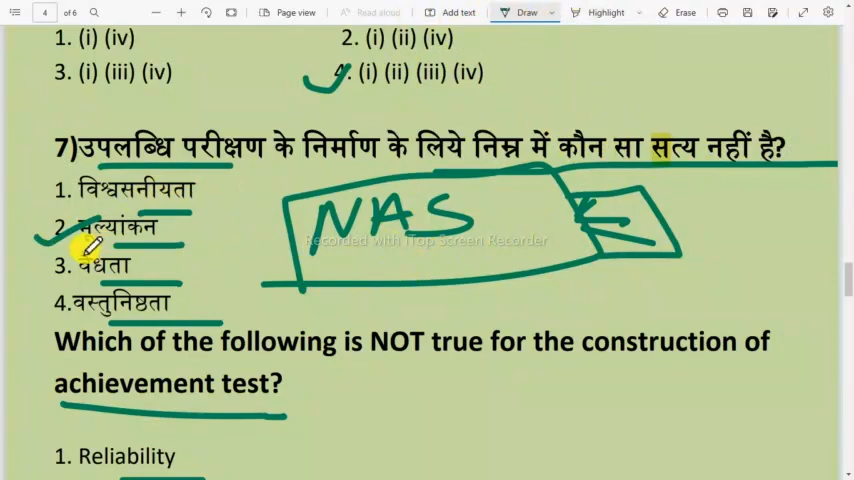 4 of 6 Page view Add text Read aloud Draw Highlight Erase
1. (i) (iv) 2. (i) (ii) (iv)
3. (i) (iii) (iv) 4. (i) (ii) (iii) (iv)
7)उपलब्धि परीक्षण के निर्माण के लिये निम्न में कौन सा सत्य नहीं है?
1. विश्वसनीयता
NAS
2. मूल्यांकन
Recorded with iTop Screen Recorder
3. वैधता
4.वस्तुनिष्ठता
Which of the following is NOT true for the construction of
achievement test?
1. Reliability